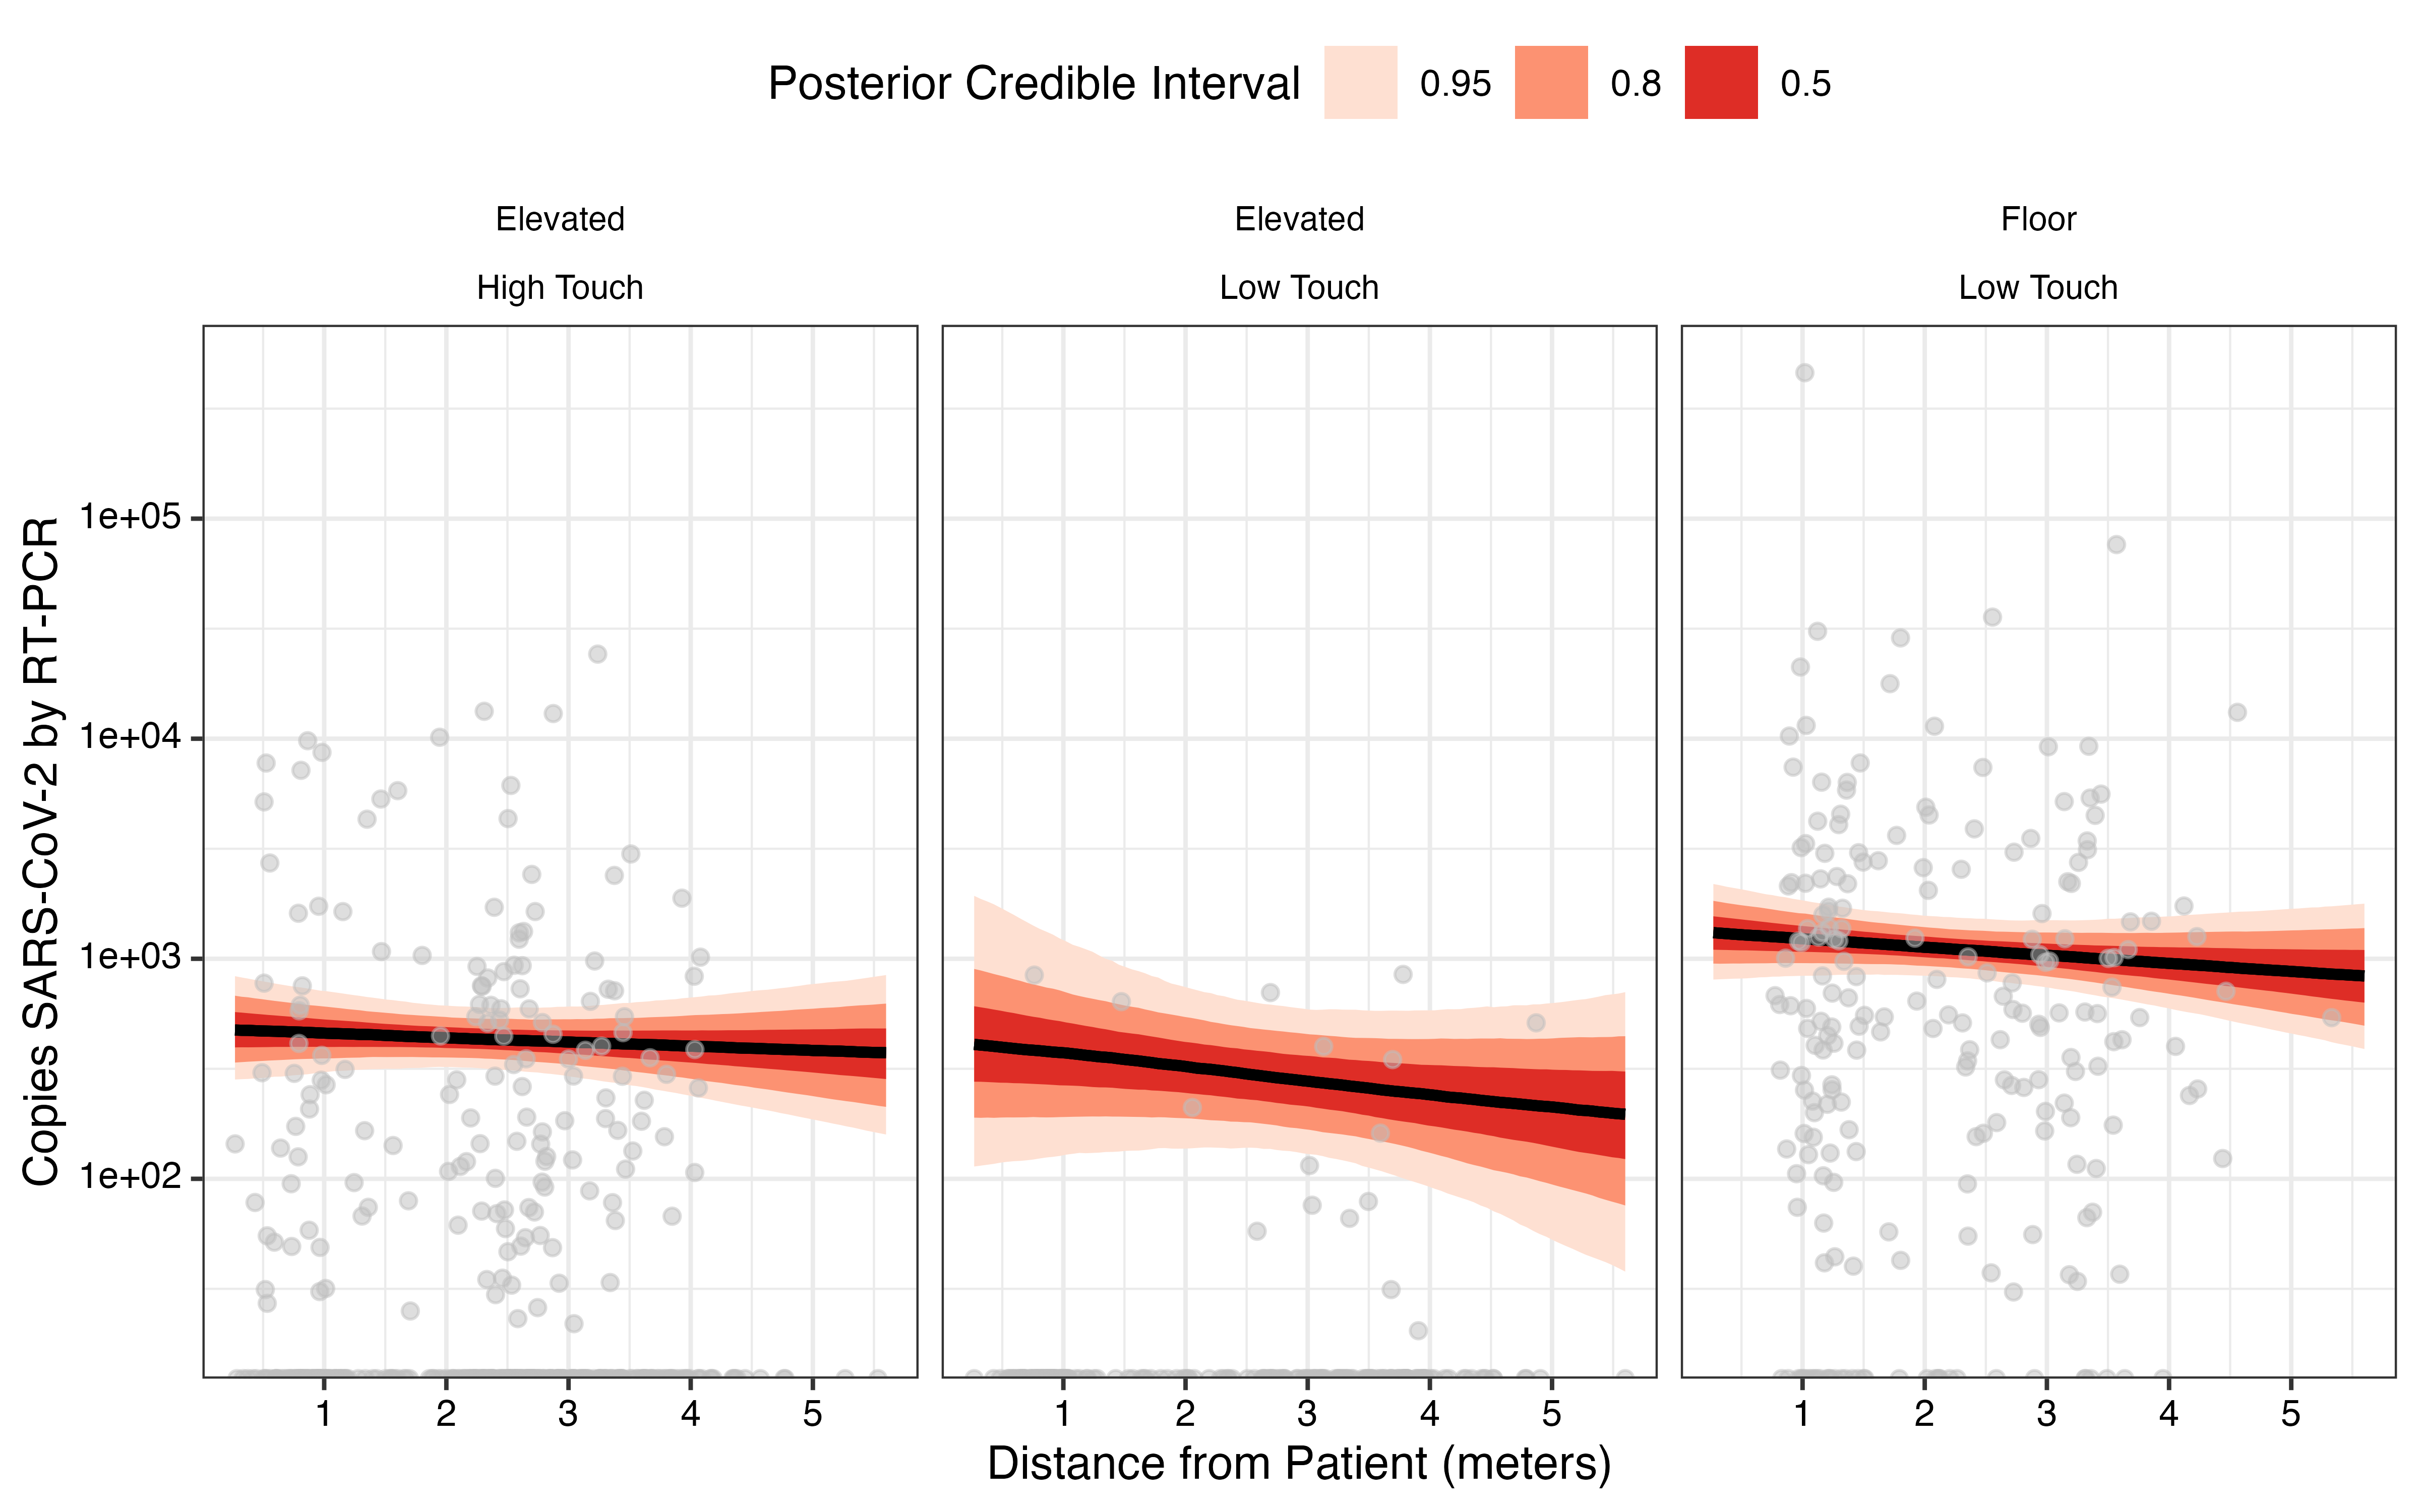 Posterior Credible Interval 0.95 0.8 0.5
Elevated Elevated Floor
High Touch Low Touch Low Touch
Copies SARS-CoV-2 by RT-PCR
1e+05
1e+04
1e+03
1e+02
1 2 3 4 5 1 2 3 4 5 1 2 3 4 5
Distance from Patient (meters)